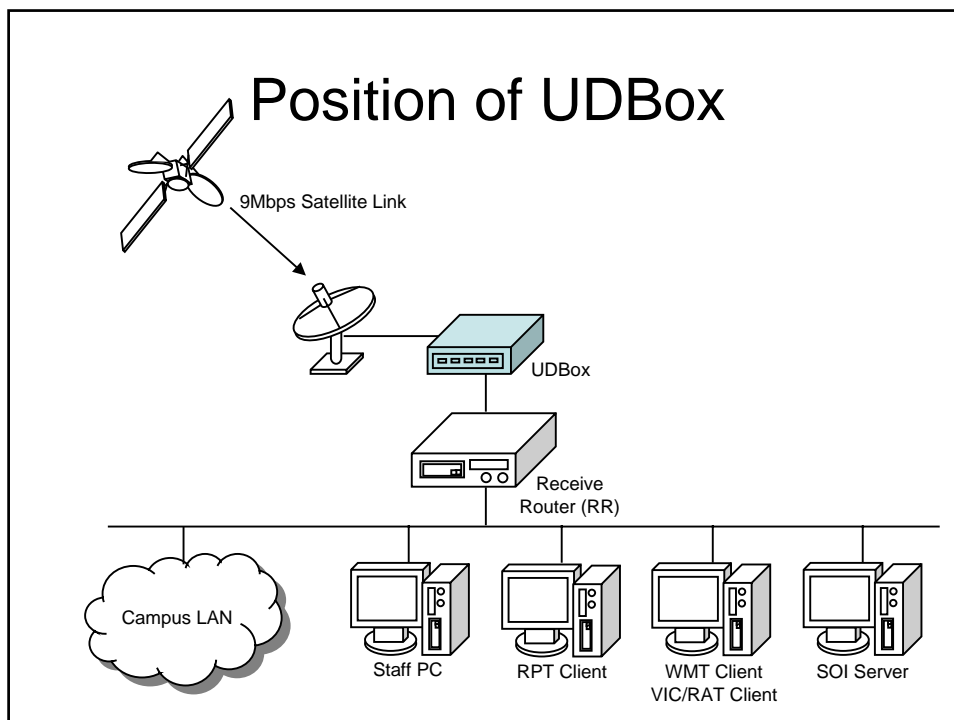 Position of UDBox
9Mbps Satellite Link
UDBox
Receive
Router (RR)
Campus LAN
Staff PC
RPT Client
WMT Client
VIC/RAT Client
SOI Server